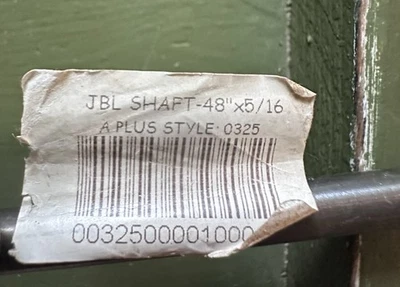 JBL SHAFT-48"x5/16
A PLUS STYLE 0325
0032500001000